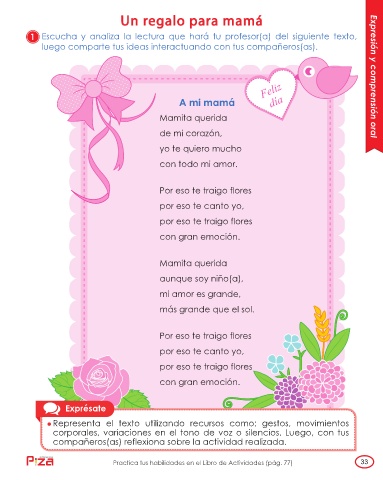 Un regalo para mamá
1 Escucha y analiza la lectura que hará tu profesor(a) del siguiente texto,
luego comparte tus ideas interactuando con tus compañeros(as).
Expresión y comprensión oral
Feliz
día
A mi mamá
Mamita querida
de mi corazón,
yo te quiero mucho
con todo mi amor.
Por eso te traigo flores
por eso te canto yo,
por eso te traigo flores
con gran emoción.
Mamita querida
aunque soy niño(a),
mi amor es grande,
más grande que el sol.
Por eso te traigo flores
por eso te canto yo,
por eso te traigo flores
con gran emoción.
Exprésate
• Representa el texto utilizando recursos como: gestos, movimientos
corporales, variaciones en el tono de voz o silencios. Luego, con tus
compañeros(as) reflexiona sobre la actividad realizada.
Practica tus habilidades en el Libro de Actividades (pág. 77)
33